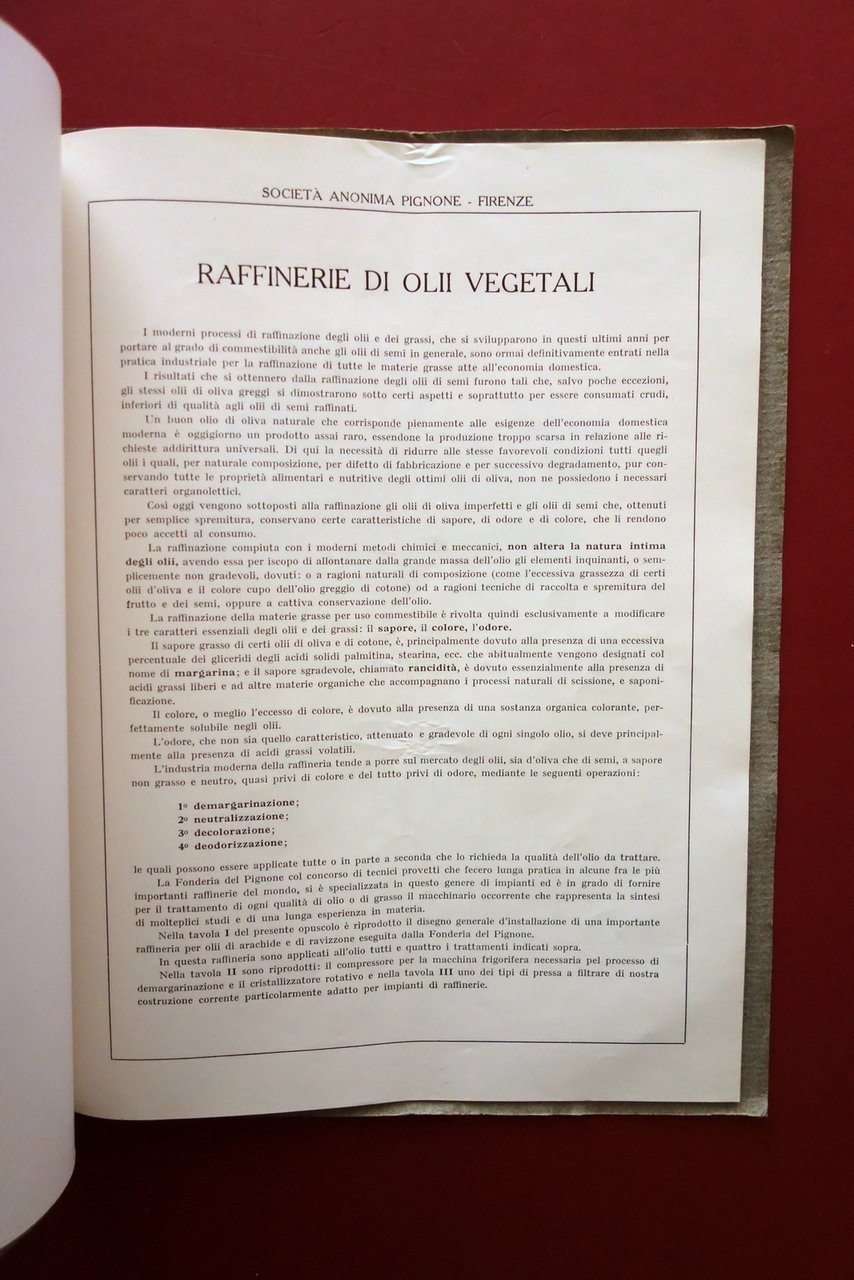 SOCIETÀ ANONIMA PIGNONE - FIRENZE
RAFFINERIE DI OLII VEGETALI
I moderni processi di raffinazione degli olii e dei grassi, che si svilupparono in questi ultimi anni per
portare al grado di commestibilità anche gli olii di semi in generale, sono ormai definitivamente entrati nella
pratica industriale per la raffinazione di tutte le materie grasse atte all'economia domestica.
I risultati che si ottennero dalla raffinazione degli olii di semi furono tali che, salvo poche eccezioni,
gli stessi olii di oliva greggi si dimostrarono sotto certi aspetti e soprattutto per essere consumati crudi,
inferiori di qualità agli olii di semi raffinati.
Un buon olio di oliva naturale che corrisponde pienamente alle esigenze dell'economia domestica
moderna è oggigiorno un prodotto assai raro, essendone la produzione troppo scarsa in relazione alle ri-
chieste addirittura universali. Di qui la necessità di ridurre alle stesse favorevoli condizioni tutti quegli
olii i quali, per naturale composizione, per difetto di fabbricazione e per successivo degradamento, pur con-
servando tutte le proprietà alimentari e nutritive degli ottimi olii di oliva, non ne possiedono i necessari
caratteri organolettici.
Così oggi vengono sottoposti alla raffinazione gli olii di oliva imperfetti e gli olii di semi che, ottenuti
per semplice spremitura, conservano certe caratteristiche di sapore, di odore e di colore, che li rendono
poco accetti al consumo.
La raffinazione compiuta con i moderni metodi chimici e meccanici, non altera la natura intima
degli olii, avendo essa per iscopo di allontanare dalla grande massa dell'olio gli elementi inquinanti, o sem-
plicemente non gradevoli, dovuti: o a ragioni naturali di composizione (come l'eccessiva grassezza di certi
olii d'oliva e il colore cupo dell'olio greggio di cotone) od a ragioni tecniche di raccolta e spremitura del
frutto e dei semi, oppure a cattiva conservazione dell'olio.
La raffinazione della materie grasse per uso commestibile è rivolta quindi esclusivamente a modificare
i tre caratteri essenziali degli olii e dei grassi: il sapore, il colore, l'odore.
Il sapore grasso di certi olii di oliva e di cotone, è, principalmente dovuto alla presenza di una eccessiva
percentuale dei gliceridi degli acidi solidi palmitina, stearina, ecc. che abitualmente vengono designati col
nome di margarina; e il sapore sgradevole, chiamato rancidità, è dovuto essenzialmente alla presenza di
acidi grassi liberi e ad altre materie organiche che accompagnano i processi naturali di scissione, e saponi-
ficazione.
Il colore, o meglio l'eccesso di colore, è dovuto alla presenza di una sostanza organica colorante, per-
fettamente solubile negli olii.
L'odore, che non sia quello caratteristico, attenuato e gradevole di ogni singolo olio, si deve principal-
mente alla presenza di acidi grassi volatili.
L'industria moderna della raffineria tende a porre sul mercato degli olii, sia d'oliva che di semi, a sapore
non grasso e neutro, quasi privi di colore e del tutto privi di odore, mediante le seguenti operazioni:
1º demargarinazione;
2º neutralizzazione;
3º decolorazione;
4º deodorizzazione;
le quali possono essere applicate tutte o in parte a seconda che lo richieda la qualità dell'olio da trattare.
La Fonderia del Pignone col concorso di tecnici provetti che fecero lunga pratica in alcune fra le più
importanti raffinerie del mondo, si è specializzata in questo genere di impianti ed è in grado di fornire
per il trattamento di ogni qualità di olio o di grasso il macchinario occorrente che rappresenta la sintesi
di molteplici studi e di una lunga esperienza in materia.
Nella tavola I del presente opuscolo è riprodotto il disegno generale d'installazione di una importante
raffineria per olii di arachide e di ravizzone eseguita dalla Fonderia del Pignone.
In questa raffineria sono applicati all'olio tutti e quattro i trattamenti indicati sopra.
Nella tavola II sono riprodotti: il compressore per la macchina frigorifera necessaria pel processo di
demargarinazione e il cristallizzatore rotativo e nella tavola III uno dei tipi di pressa a filtrare di nostra
costruzione corrente particolarmente adatto per impianti di raffinerie.